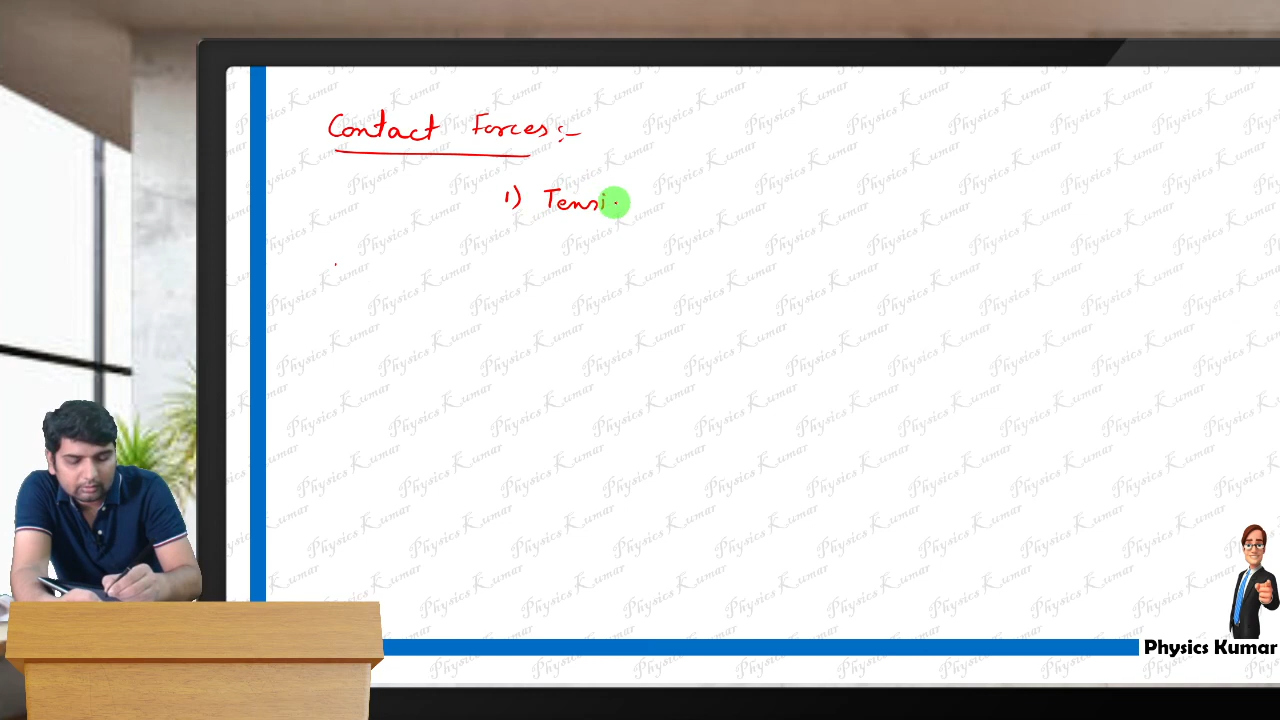 Contact Forces :-
1) Tensi
Physics Kumar